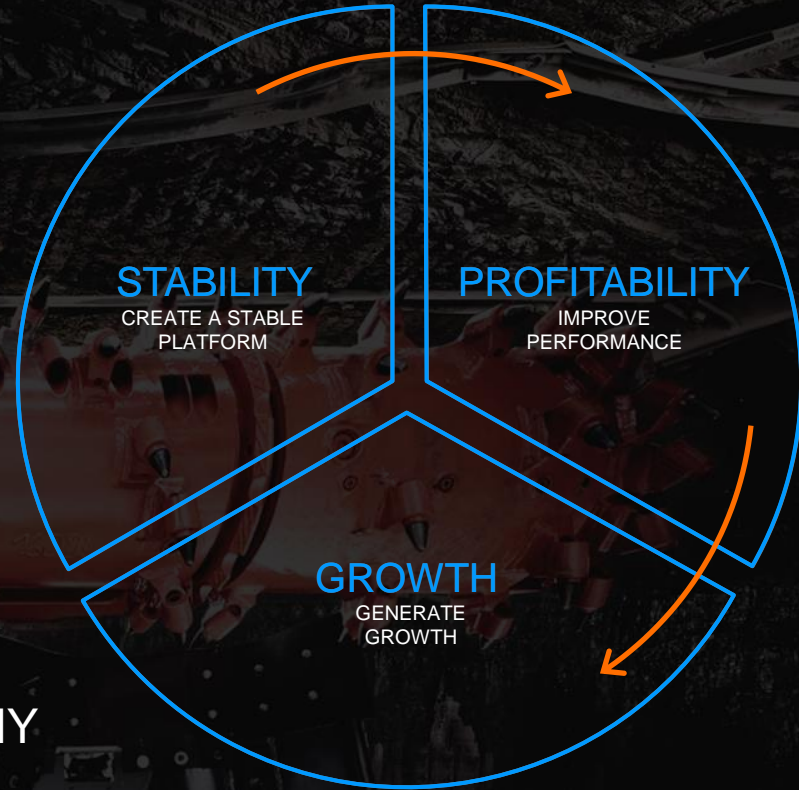 STABILITY
CREATE A STABLE
PLATFORM
PROFITABILITY
IMPROVE
PERFORMANCE
GROWTH
GENERATE
GROWTH